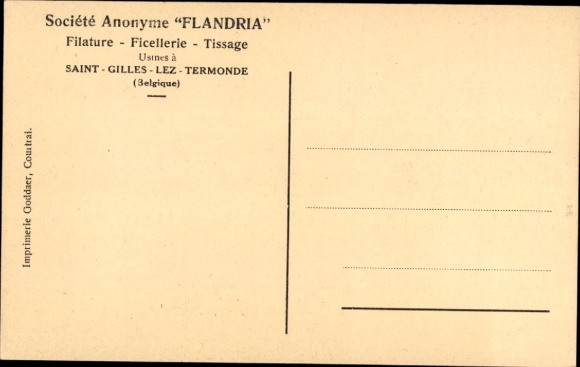 Société Anonyme "FLANDRIA"
Filature - Ficellerie - Tissage
Usines à
SAINT - GILLES - LEZ - TERMONDE
(Belgique)
Imprimerie Goddaer, Courtrai.